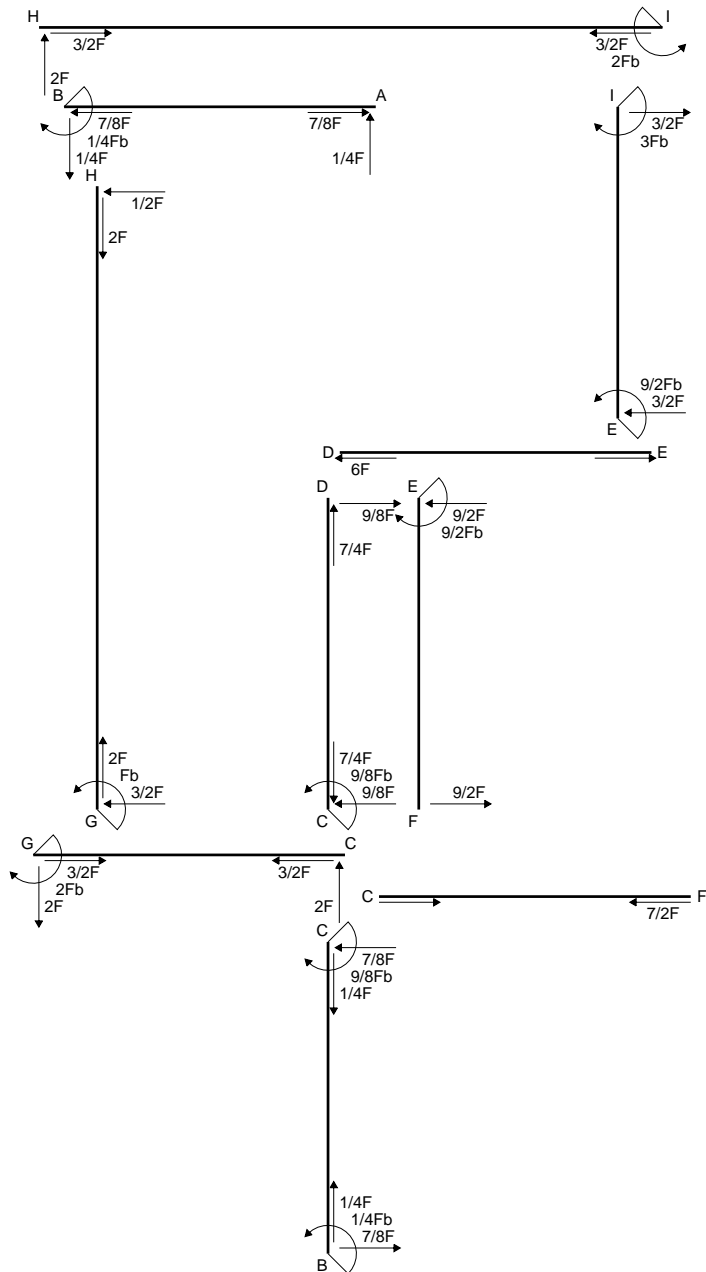 H I
3/2F 3/2F
2Fb
2F
B A
7/8F 7/8F
1/4Fb
1/4F 1/4F
I
3/2F
3Fb
H
1/2F
2F
9/2Fb
3/2F
E
D E
6F
D E
9/8F 9/2F
9/2Fb
7/4F
2F
Fb
3/2F
G
7/4F
9/8Fb
9/8F
C
9/2F
F
G C
3/2F 3/2F
2Fb
2F 2F
C F
7/2F
C
7/8F
9/8Fb
1/4F
1/4F
1/4Fb
7/8F
B